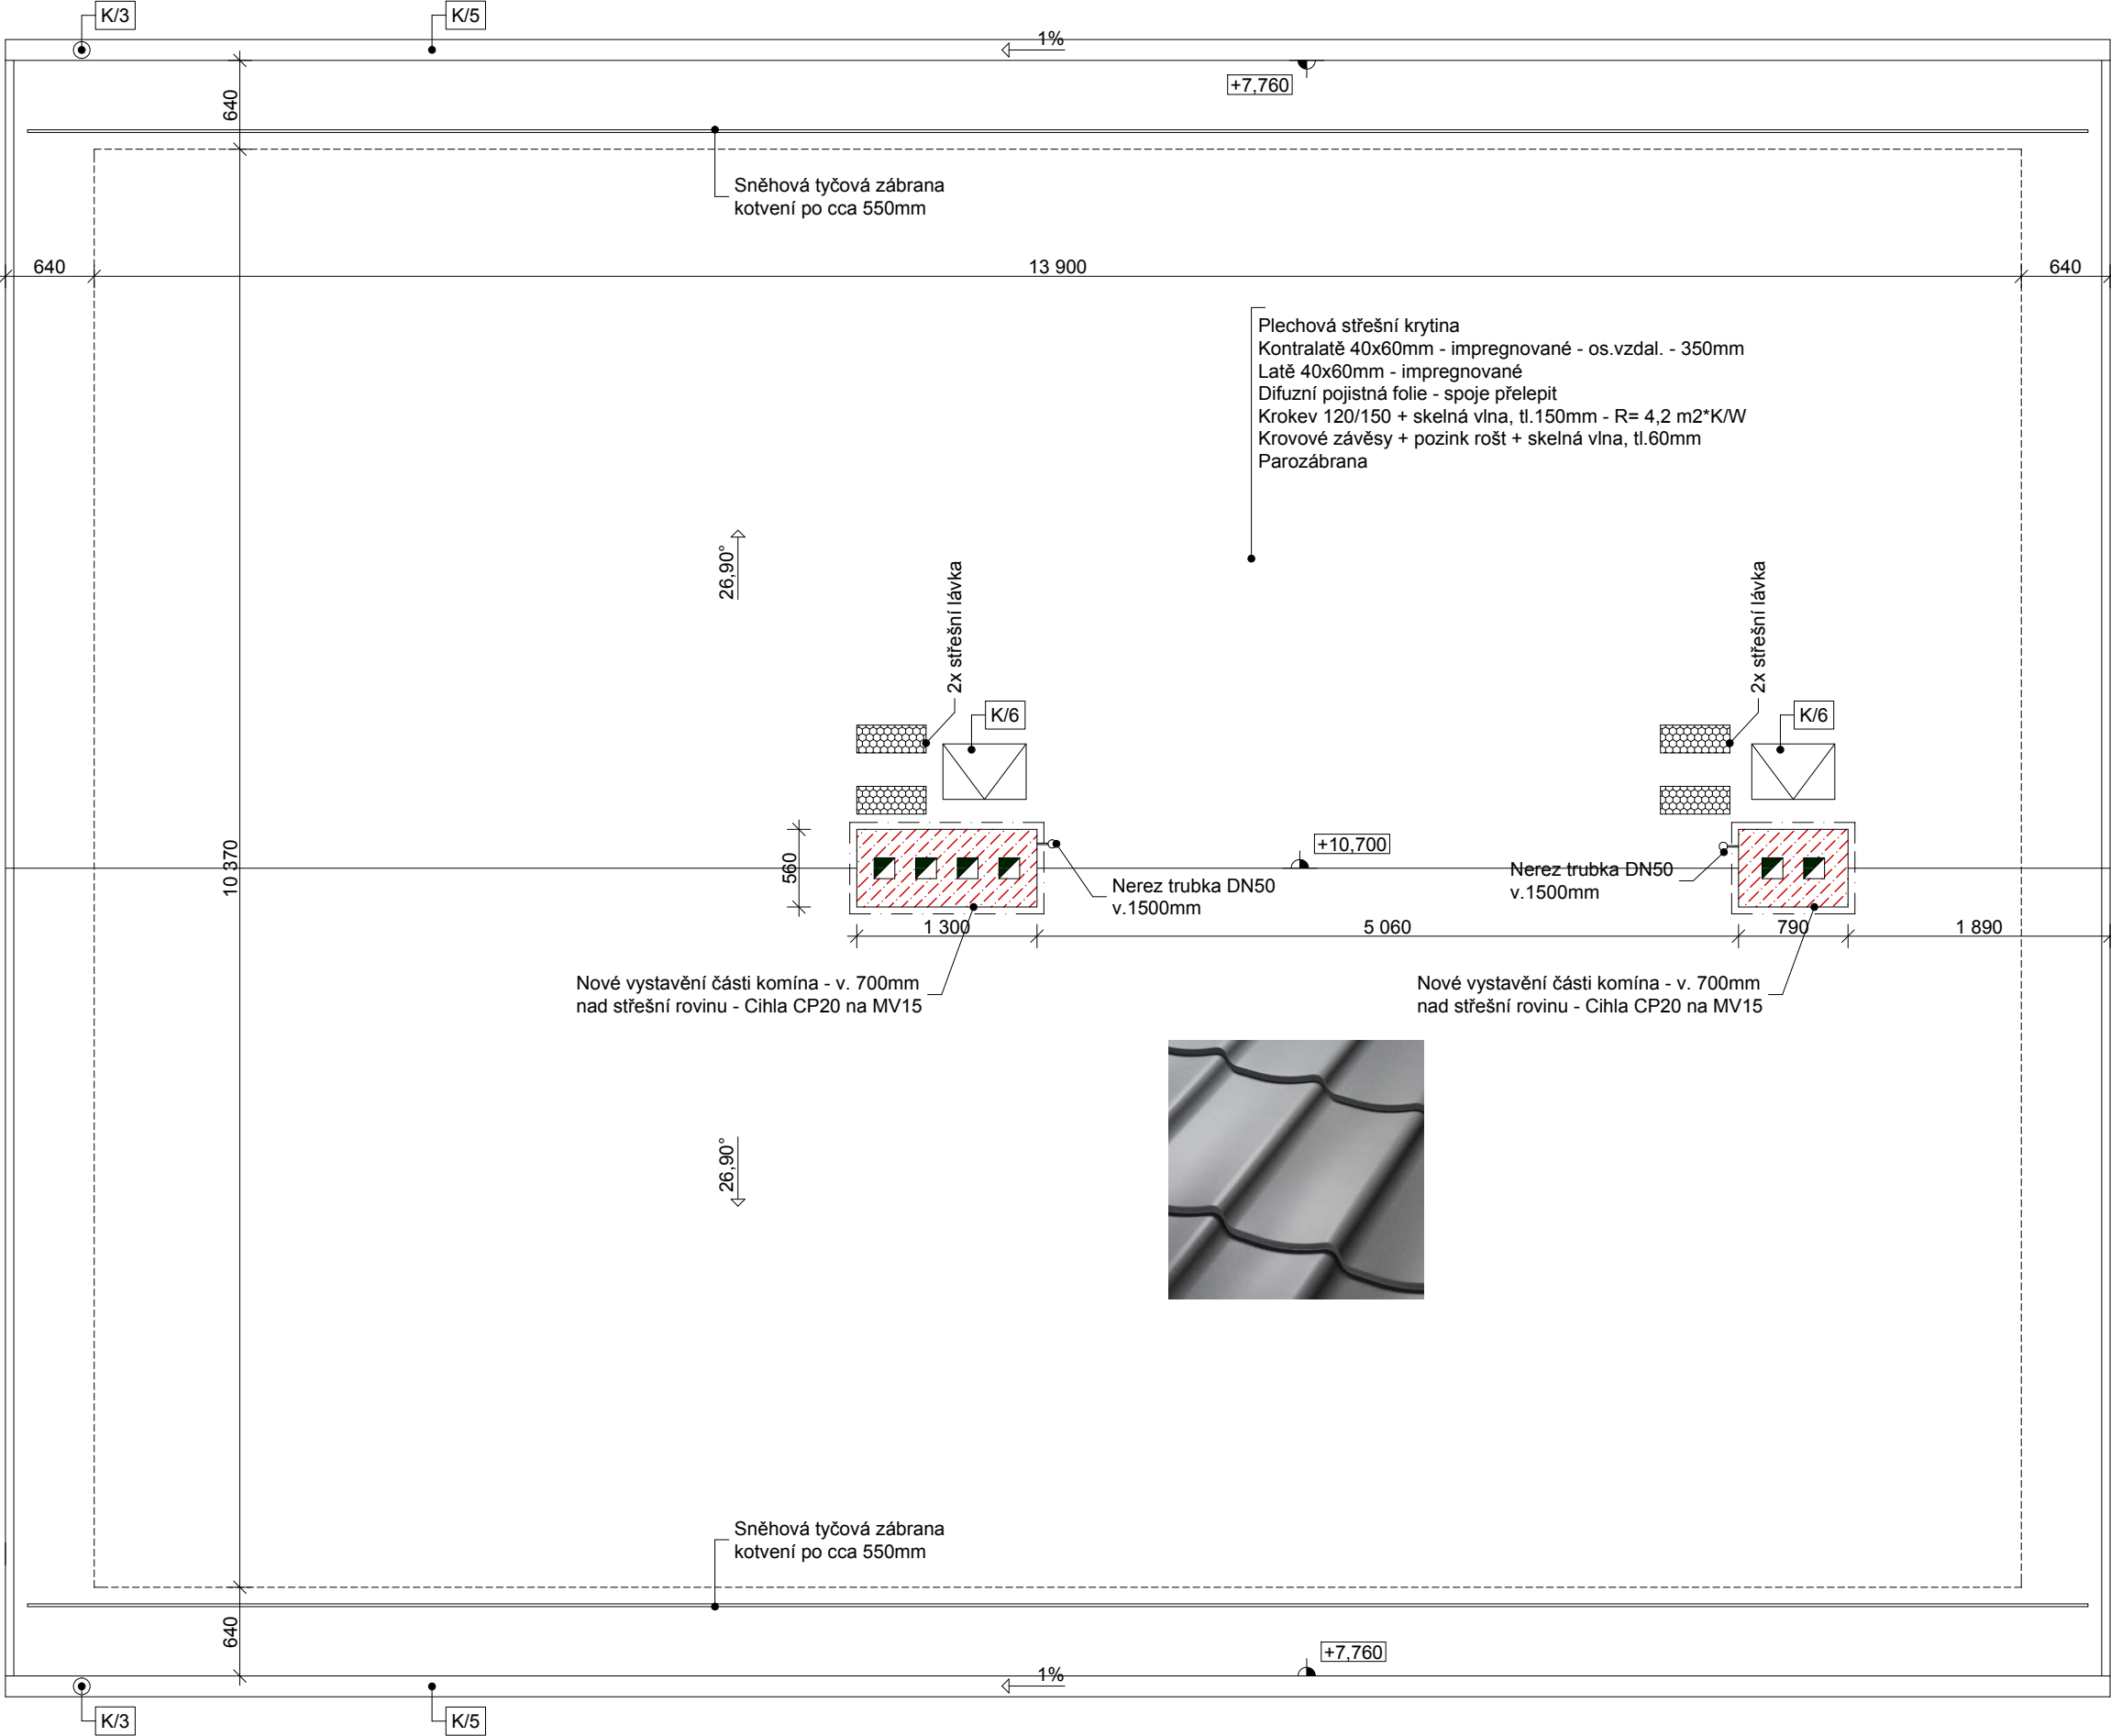 K/3
K/5
1%
+7,760
640
Sněhová tyčová zábrana
kotvení po cca 550mm
640
13 900
640
Plechová střešní krytina
Kontralatě 40x60mm - impregnované - os.vzdal. - 350mm
Latě 40x60mm - impregnované
Difuzní pojistná folie - spoje přelepit
Krokev 120/150 + skelná vlna, tl.150mm - R= 4,2 m2*K/W
Krovové závěsy + pozink rošt + skelná vlna, tl.60mm
Parozábrana
26,90°
2x střešní lávka
2x střešní lávka
K/6
K/6
10 370
560
+10,700
Nerez trubka DN50
v.1500mm
Nerez trubka DN50
v.1500mm
1 300
5 060
790
1 890
Nové vystavění části komína - v. 700mm
nad střešní rovinu - Cihla CP20 na MV15
Nové vystavění části komína - v. 700mm
nad střešní rovinu - Cihla CP20 na MV15
26,90°
Sněhová tyčová zábrana
kotvení po cca 550mm
640
+7,760
1%
K/3
K/5